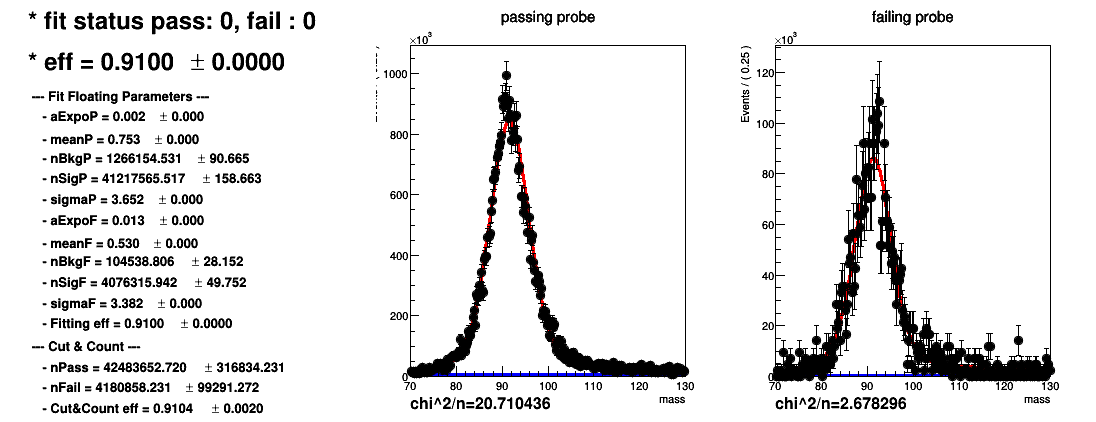 * fit status pass: 0, fail : 0
* eff = 0.9100 ± 0.0000
--- Fit Floating Parameters ---
- aExpoP = 0.002 ± 0.000
- meanP = 0.753 ± 0.000
- nBkgP = 1266154.531 ± 90.665
- nSigP = 41217565.517 ± 158.663
- sigmaP = 3.652 ± 0.000
- aExpoF = 0.013 ± 0.000
- meanF = 0.530 ± 0.000
- nBkgF = 104538.806 ± 28.152
- nSigF = 4076315.942 ± 49.752
- sigmaF = 3.382 ± 0.000
- Fitting eff = 0.9100 ± 0.0000
--- Cut & Count ---
- nPass = 42483652.720 ± 316834.231
- nFail = 4180858.231 ± 99291.272
- Cut&Count eff = 0.9104 ± 0.0020
passing probe
×10³
1000
800
600
400
200
0
70 80 90 100 110 120 130
mass
chi^2/n=20.710436
failing probe
×10³
Events / ( 0.25 )
120
100
80
60
40
20
0
70 80 90 100 110 120 130
mass
chi^2/n=2.678296